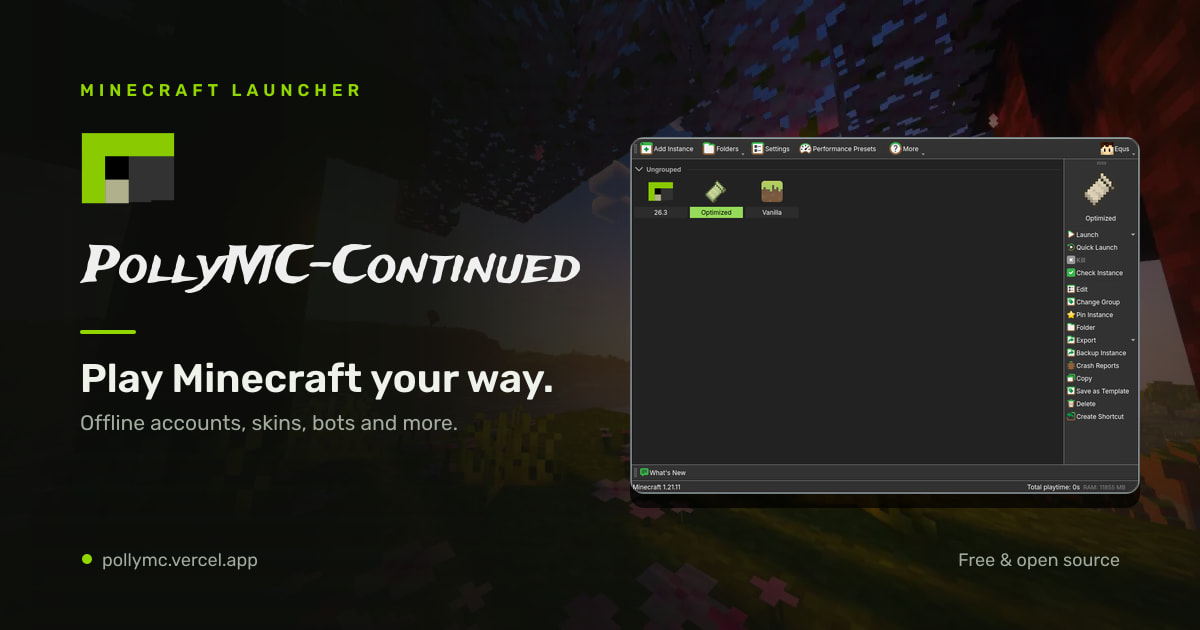 MINECRAFT LAUNCHER
PollyMC-Continued
Play Minecraft your way.
Offline accounts, skins, bots and more.
pollymc.vercel.app
Add Instance Folders Settings Performance Presets More Equs
Ungrouped
26.3 Optimized Vanilla
Optimized
Launch
Quick Launch
Kill
Check Instance
Edit
Change Group
Pin Instance
Folder
Export
Backup Instance
Crash Reports
Copy
Save as Template
Delete
Create Shortcut
What's New
Minecraft 1.21.11 Total playtime: 0s RAM: 11855 MB
Free & open source